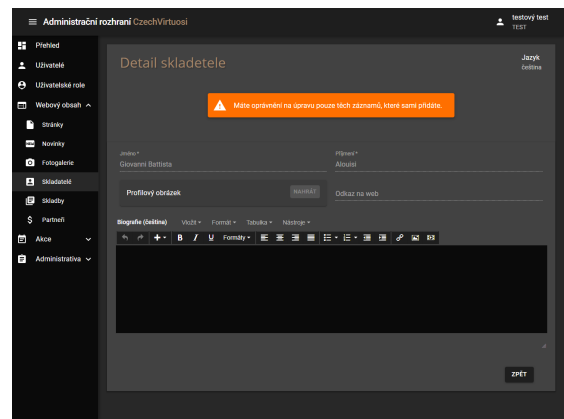 Administrační rozhraní CzechVirtuosi
testový test
TEST
Přehled
Uživatelé
Uživatelské role
Webový obsah
Stránky
Novinky
Fotogalerie
Skladatelé
Skladby
Partneři
Akce
Administrativa
Detail skladetele
Jazyk
čeština
Máte oprávnění na úpravu pouze těch záznamů, které sami přidáte.
Jméno *
Giovanni Battista
Příjmení *
Alouisi
Profilový obrázek
NAHRÁT
Odkaz na web
Biografie (čeština) Vložit Formát Tabulka Nástroje
B I U Formáty
ZPĚT